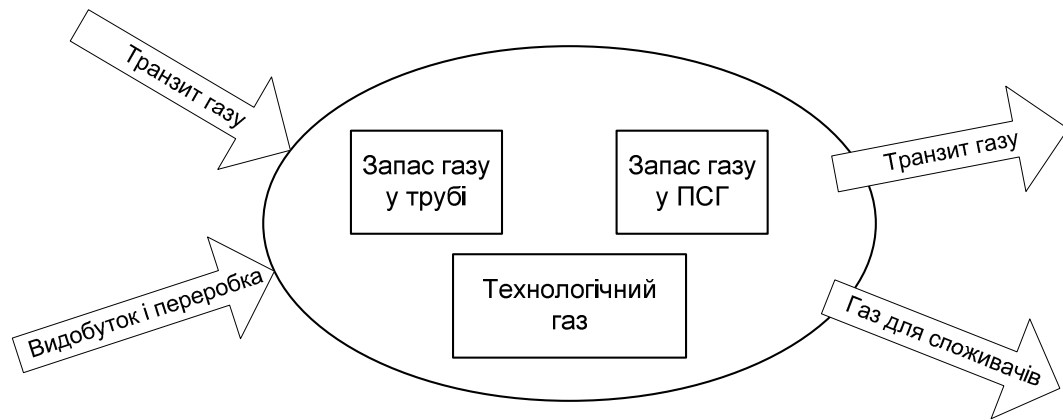 Транзит газу
Запас газу
у трубі
Запас газу
у ПСГ
Транзит газу
Видобуток і переробка
Технологічний
газ
Газ для споживачів